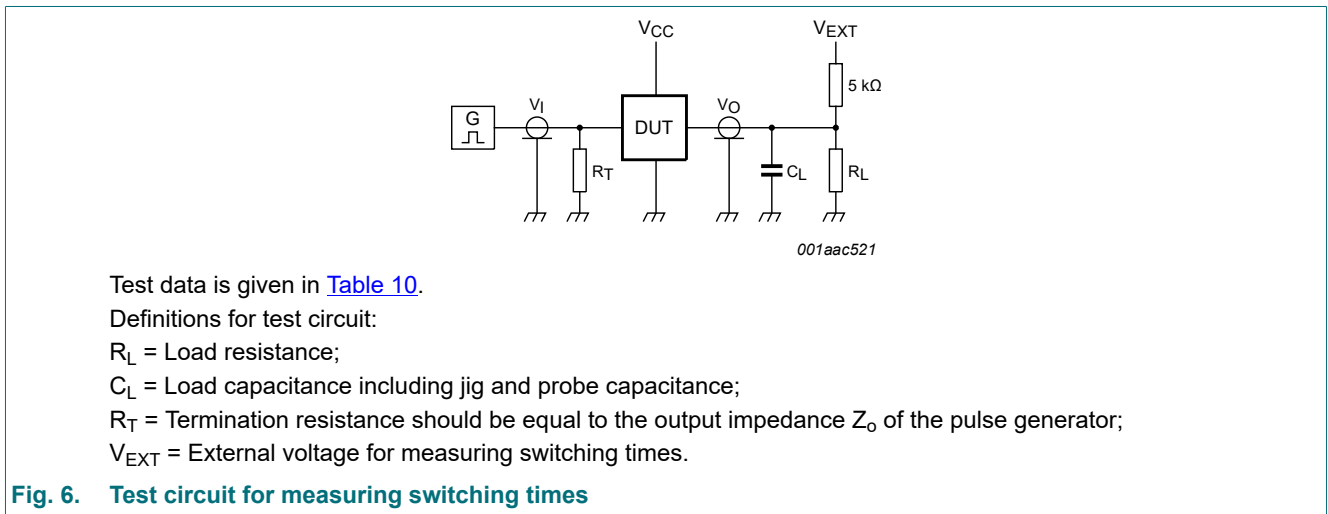 VCC
VEXT
5 kΩ
G
VI
DUT
VO
RT
CL
RL
001aac521
Test data is given in Table 10.
Definitions for test circuit:
RL = Load resistance;
CL = Load capacitance including jig and probe capacitance;
RT = Termination resistance should be equal to the output impedance Zo of the pulse generator;
VEXT = External voltage for measuring switching times.
Fig. 6. Test circuit for measuring switching times